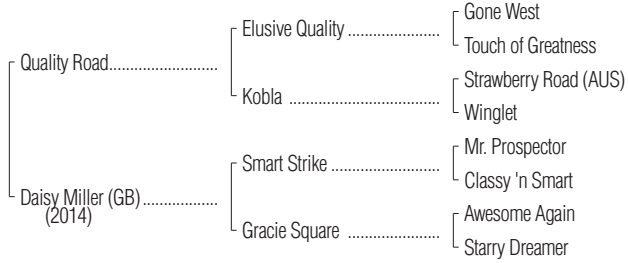 Gone West
Elusive Quality ......................
Touch of Greatness
Quality Road..........................
Strawberry Road (AUS)
Kobla ....................................
Winglet
Mr. Prospector
Smart Strike ..........................
Classy 'n Smart
Daisy Miller (GB) ..................
(2014)
Awesome Again
Gracie Square ......................
Starry Dreamer